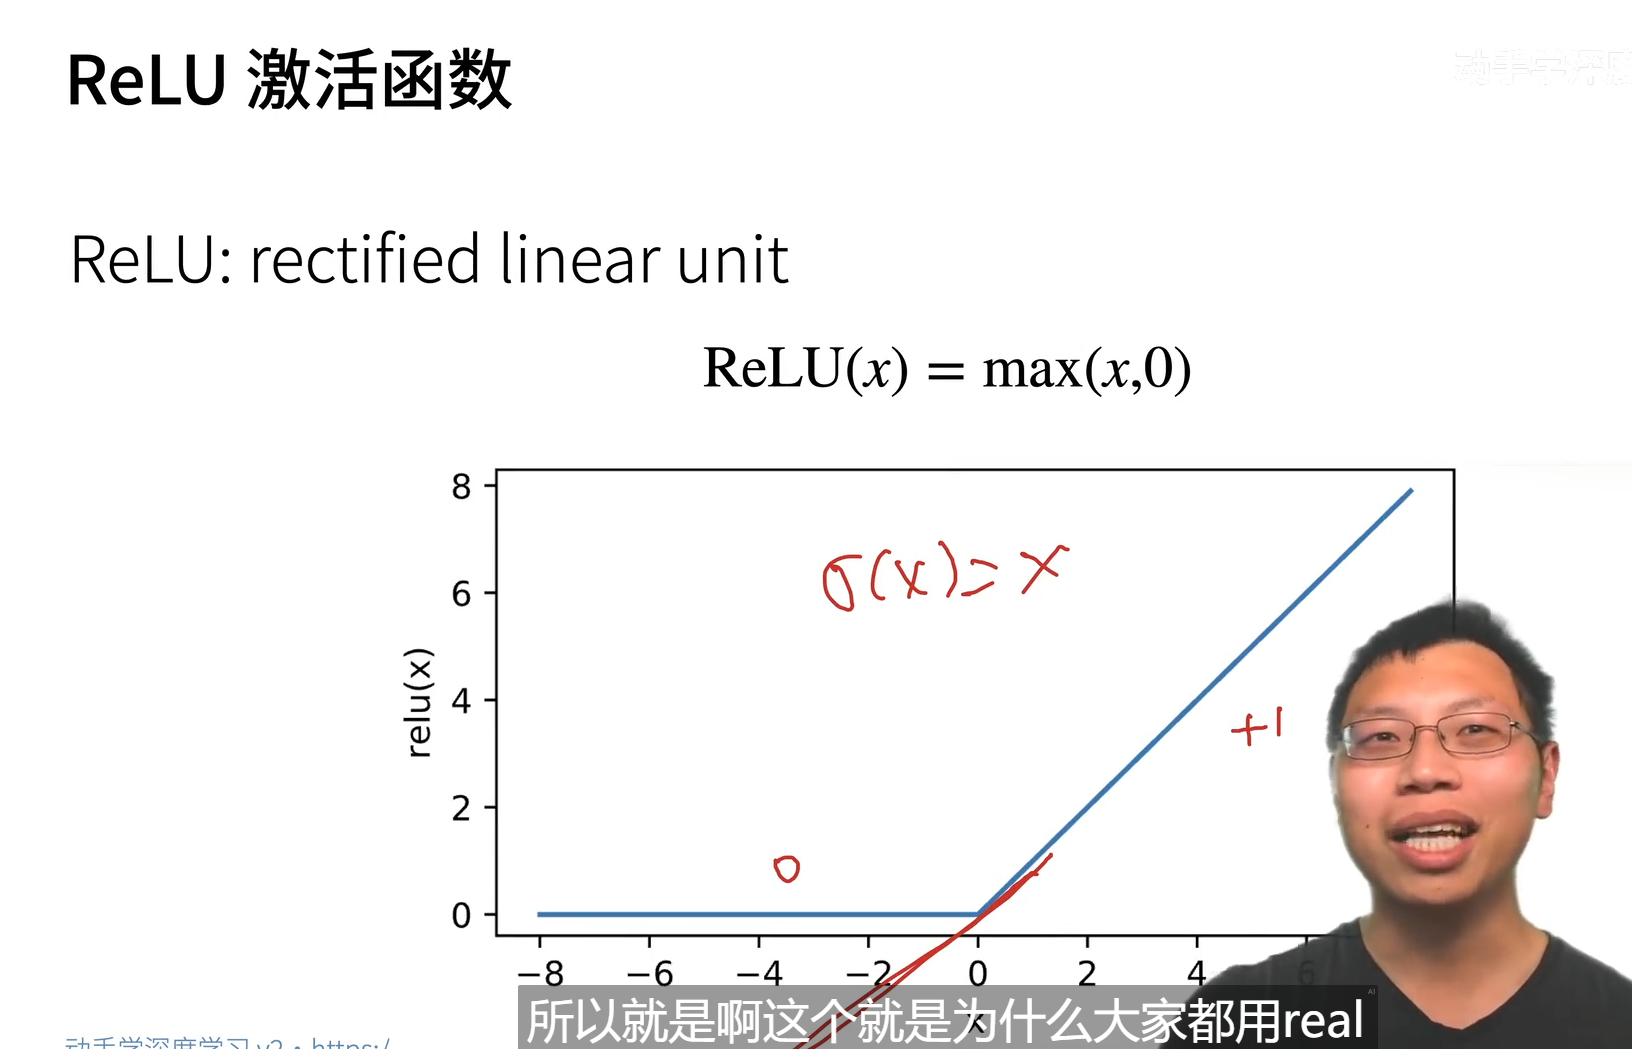 ReLU 激活函数
动手学深度
ReLU: rectified linear unit
ReLU(x) = max(x,0)
8
6
4
2
0
relu(x)
σ(x)=x
+1
0
−8 −6 −4 −2 0 2 4 6
x
所以就是啊这个就是为什么大家都用real
AI
动手学深度学习 v2 · https:/